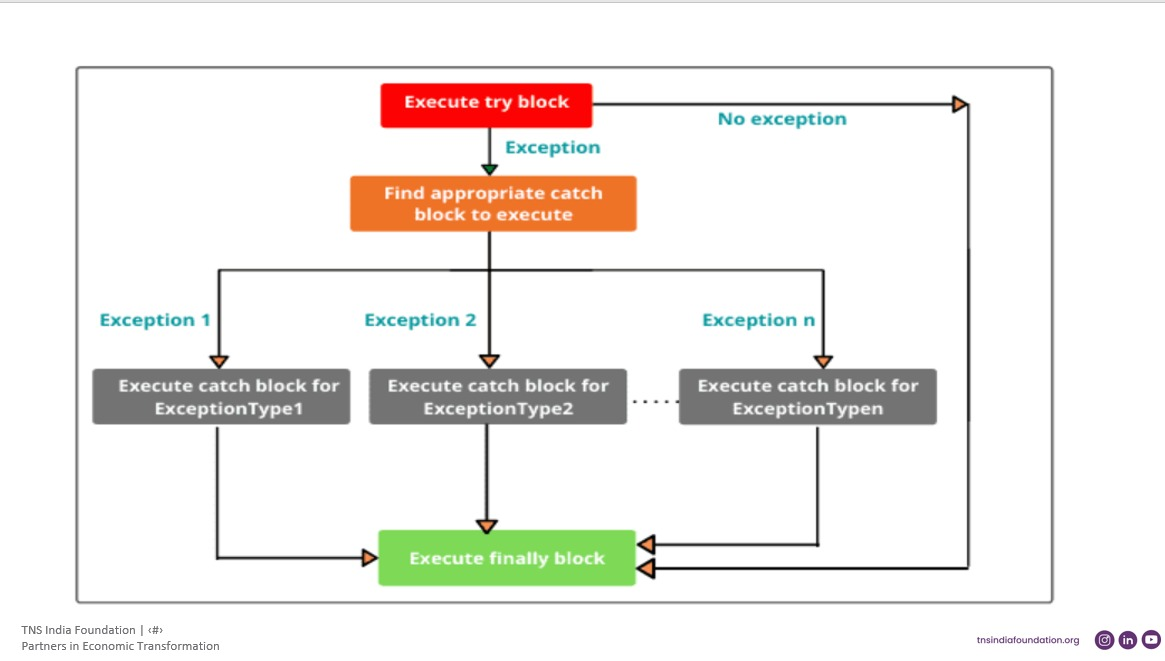 Execute try block
No exception
Exception
Find appropriate catch
block to execute
Exception 1
Exception 2
Exception n
Execute catch block for
ExceptionType1
Execute catch block for
ExceptionType2
Execute catch block for
ExceptionTypen
Execute finally block
TNS India Foundation | ‹#›
Partners in Economic Transformation
tnsindiafoundation.org
in